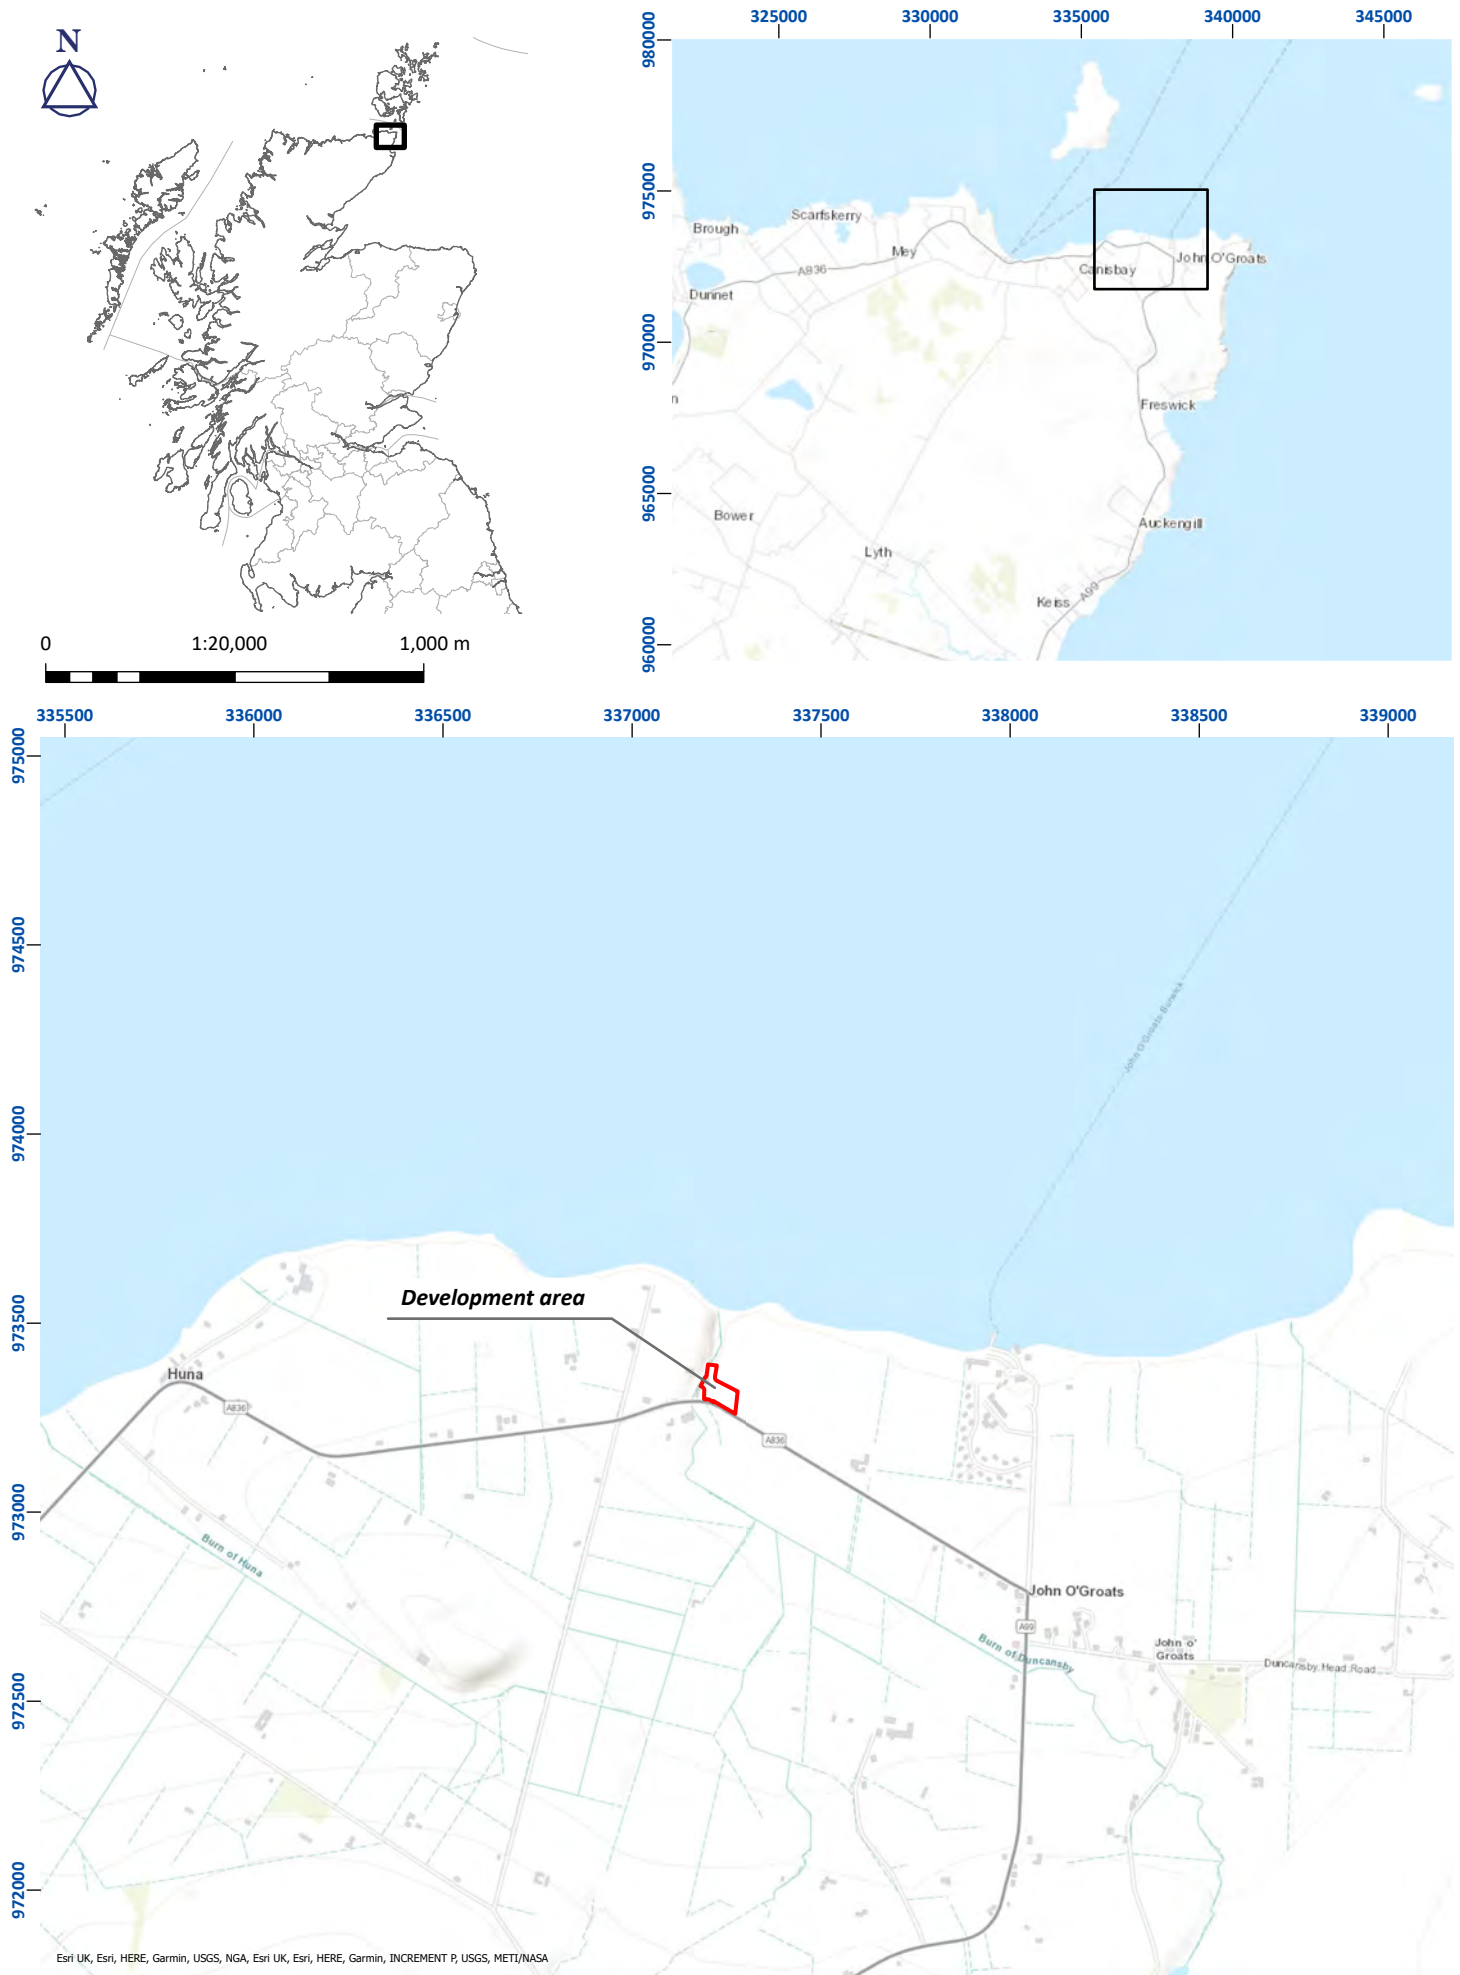 N
325000 330000 335000 340000 345000
980000
975000
970000
965000
960000
Scarfskerry
Brough
Mey
John O'Groats
A836
Canisbay
Dunnet
n
Freswick
Bower
Auckengill
Lyth
Keiss
A99
0 1:20,000 1,000 m
335500 336000 336500 337000 337500 338000 338500 339000
975000
974500
974000
973500
973000
972500
972000
John O'Groats-Burwick
Development area
Huna
A836
A836
Burn of Huna
John O'Groats
A99
Burn of Duncansby
John o'
Groats
Duncansby Head Road
Esri UK, Esri, HERE, Garmin, USGS, NGA, Esri UK, Esri, HERE, Garmin, INCREMENT P, USGS, METI/NASA